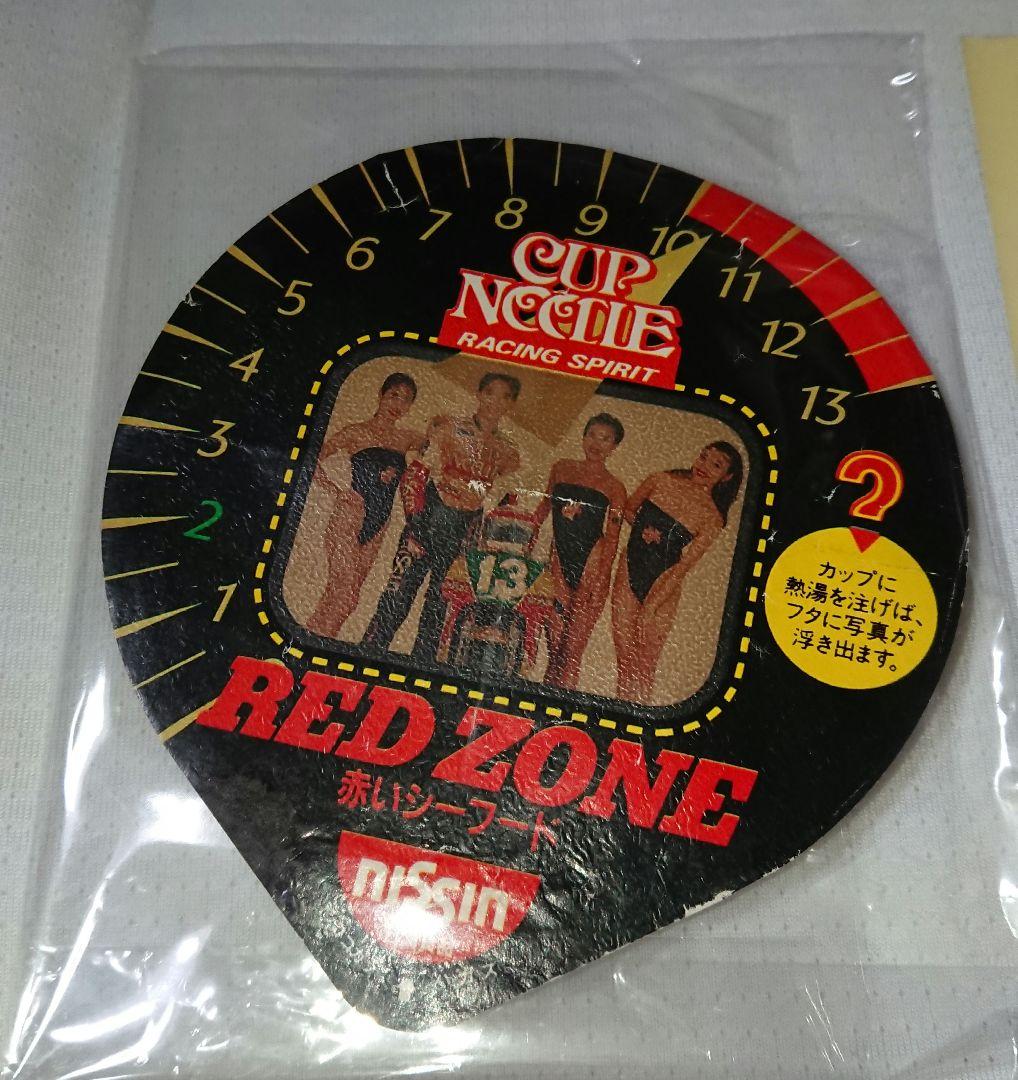 1
2
3
4
5
6
7
8
9
10
11
12
13
CUP
NOODLE
RACING SPIRIT
13
?
カップに
熱湯を注げば、
フタに写真が
浮き出ます。
RED ZONE
赤いシーフード
NISSIN